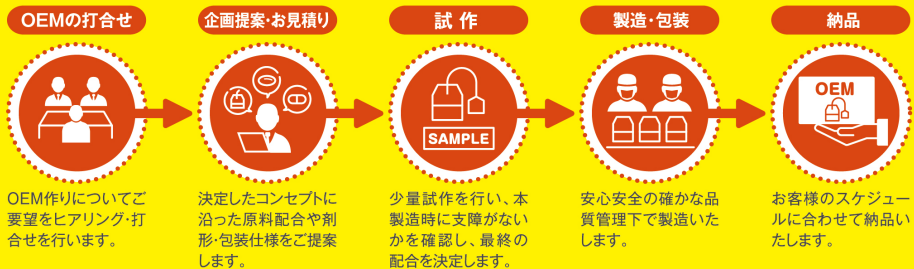 OEMの打合せ
OEM作りについてご
要望をヒアリング・打
合せを行います。
企画提案・お見積り
決定したコンセプトに
沿った原料配合や剤
形・包装仕様をご提案
します。
試作
SAMPLE
少量試作を行い、本
製造時に支障がない
かを確認し、最終の
配合を決定します。
製造・包装
安心安全の確かな品
質管理下で製造いた
します。
納品
OEM
お客様のスケジュー
ルに合わせて納品い
たします。